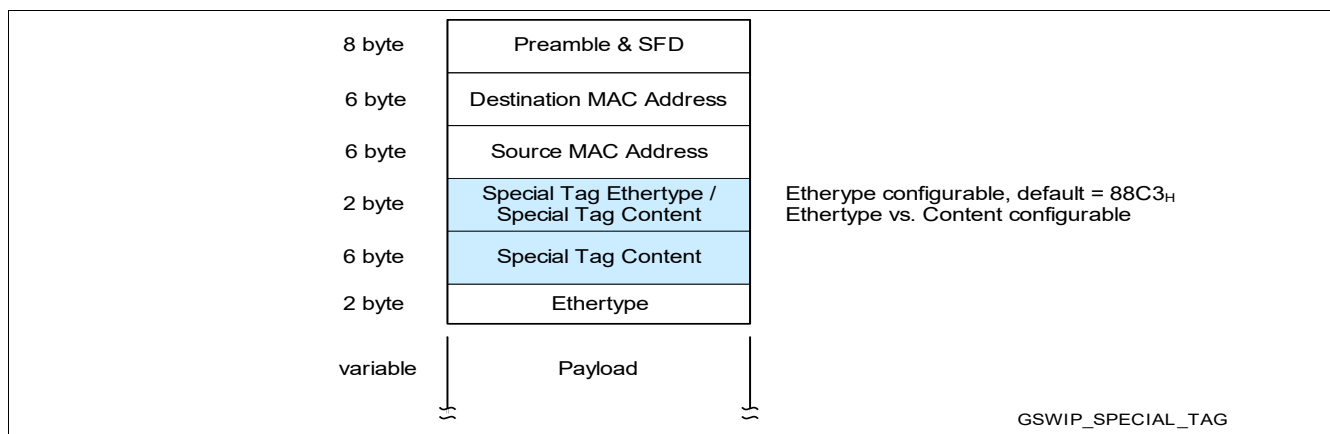 8 byte Preamble & SFD
6 byte Destination MAC Address
6 byte Source MAC Address
2 byte Special Tag Ethertype /
Special Tag Content
Etherype configurable, default = 88C3H
Ethertype vs. Content configurable
6 byte Special Tag Content
2 byte Ethertype
variable Payload
GSWIP_SPECIAL_TAG